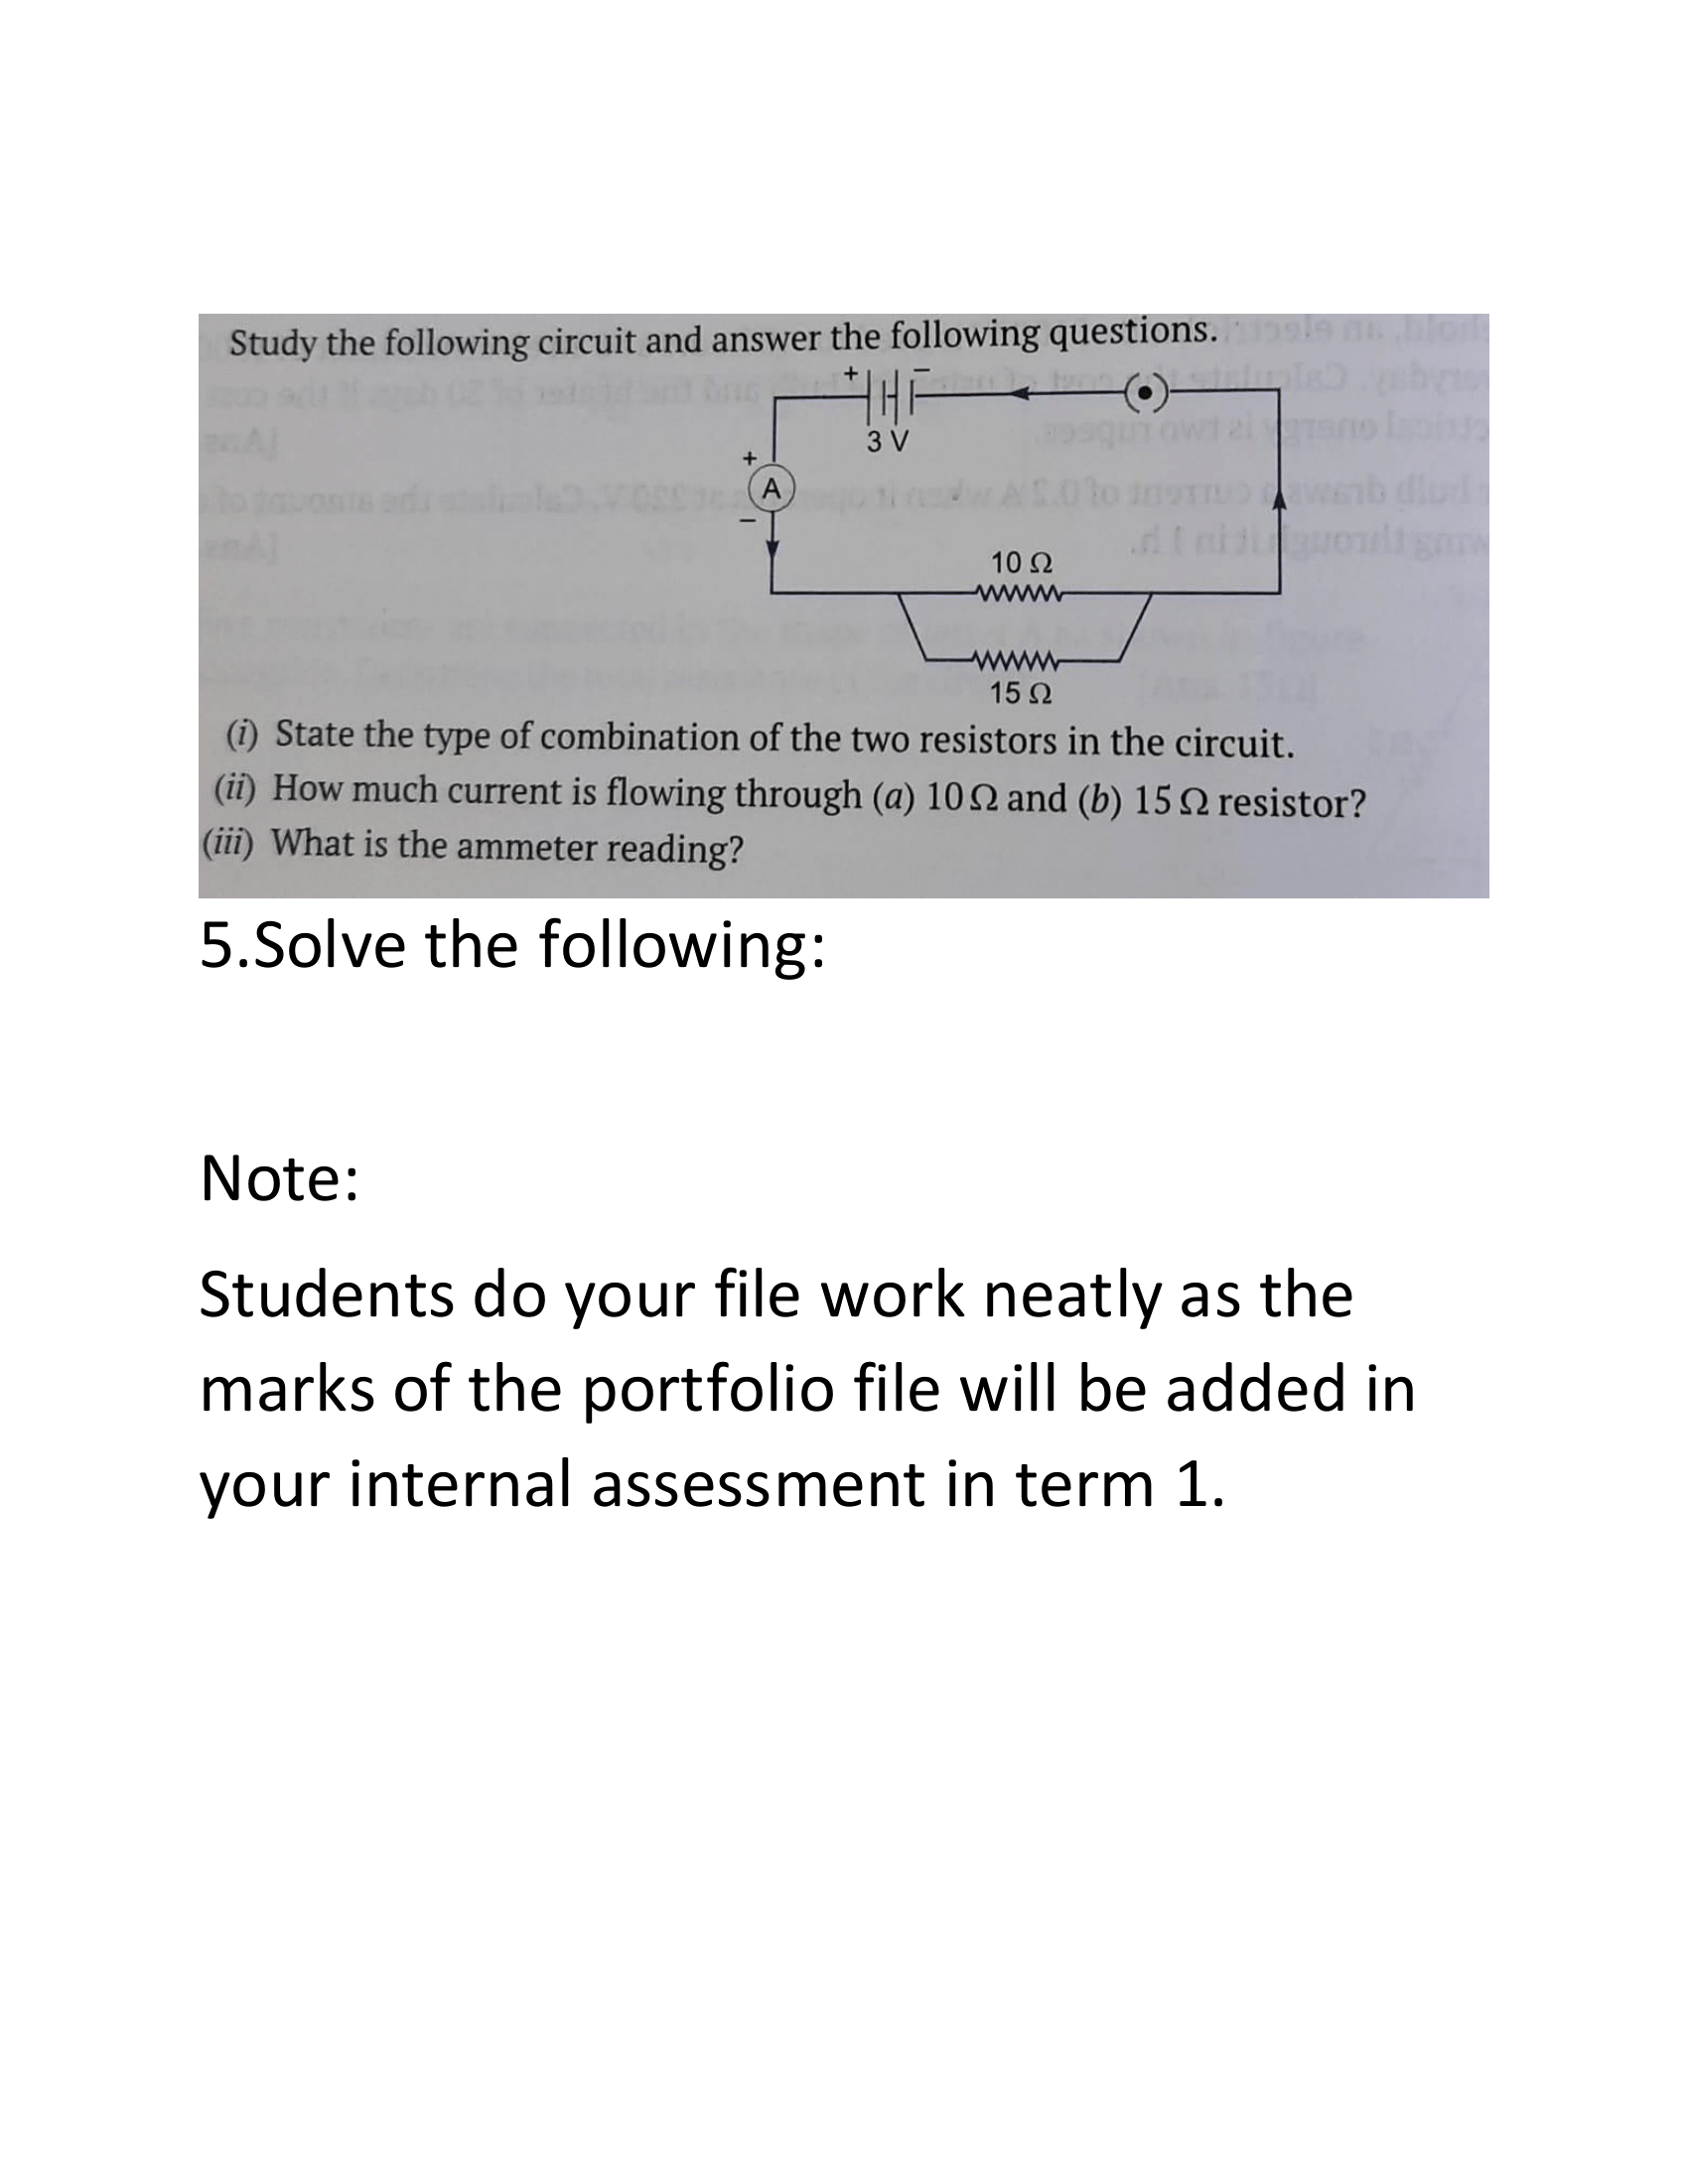 Study the following circuit and answer the following questions.
+ −
3 V
+
A
−
10 Ω
15 Ω
(i) State the type of combination of the two resistors in the circuit.
(ii) How much current is flowing through (a) 10 Ω and (b) 15 Ω resistor?
(iii) What is the ammeter reading?
5.Solve the following:
Note:
Students do your file work neatly as the
marks of the portfolio file will be added in
your internal assessment in term 1.